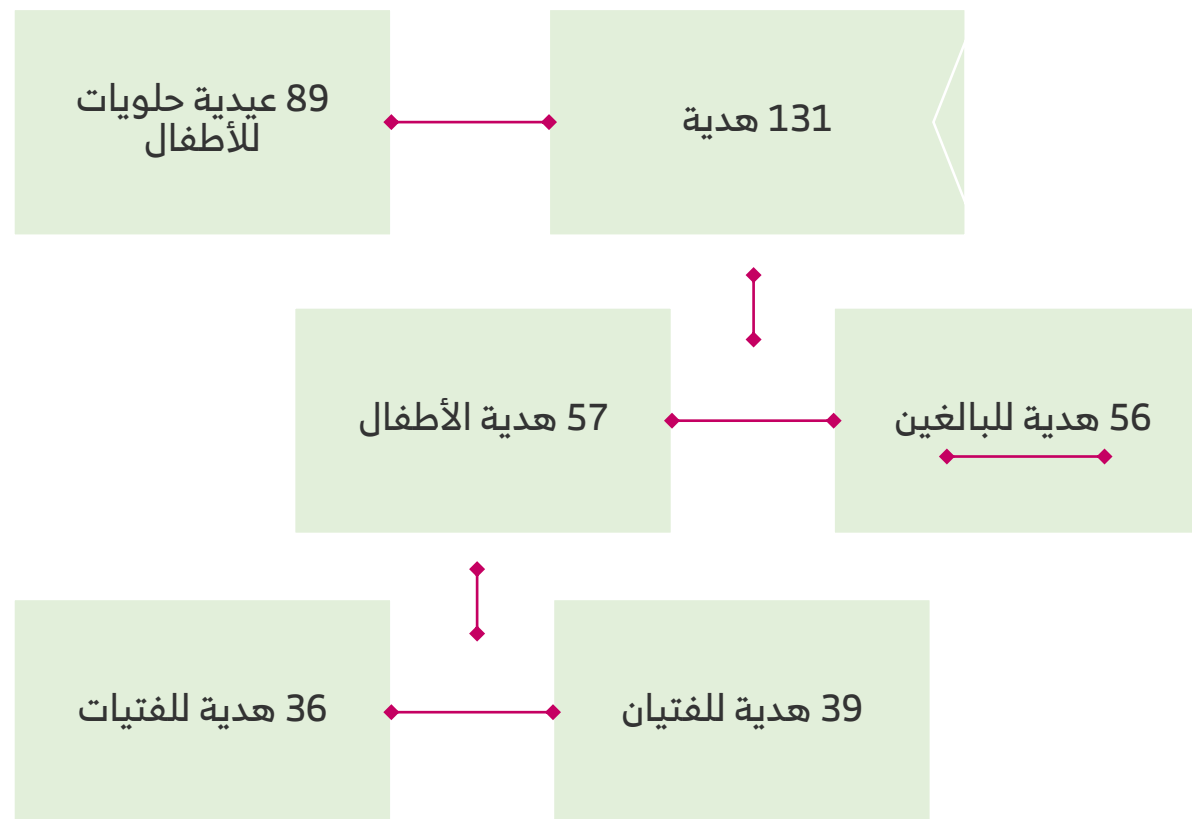 131 هدية
89 عيدية حلويات
للأطفال
56 هدية للبالغين
57 هدية الأطفال
39 هدية للفتيان
36 هدية للفتيات